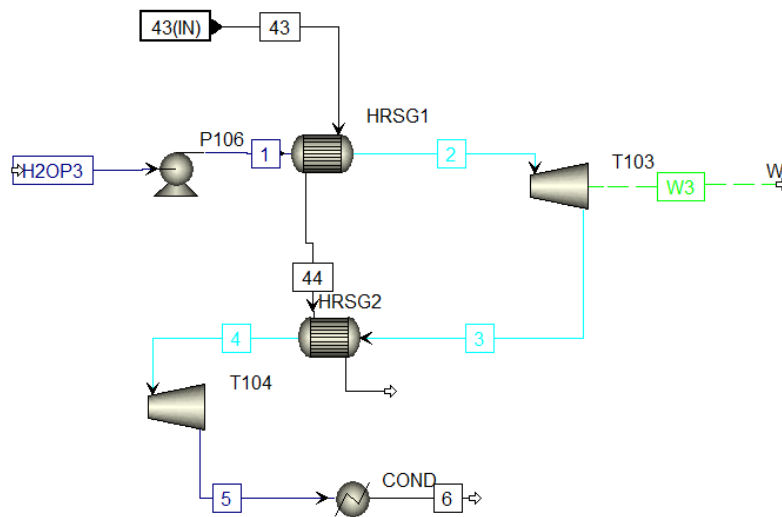 43(IN)
43
HRSG1
P106
H2OP3
1
2
T103
W3
W
44
HRSG2
4
3
T104
5
COND
6